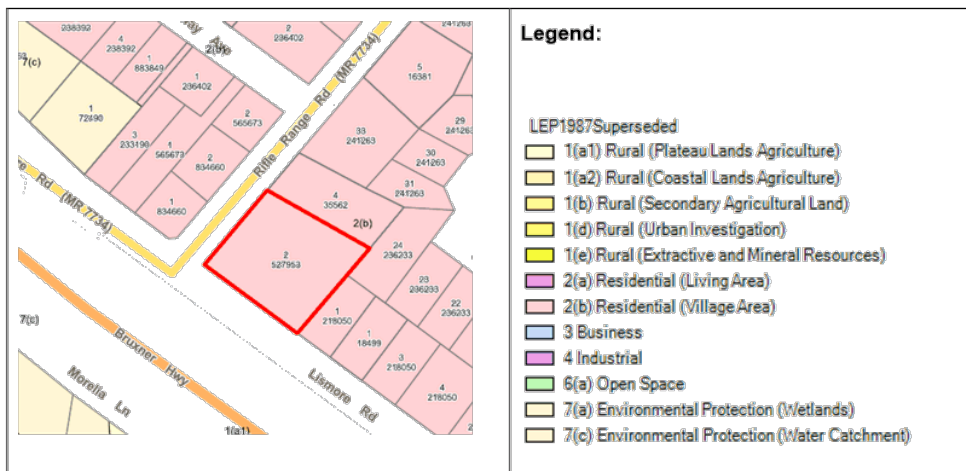 Legend:
LEP1987Superseded
1(a1) Rural (Plateau Lands Agriculture)
1(a2) Rural (Coastal Lands Agriculture)
1(b) Rural (Secondary Agricultural Land)
1(d) Rural (Urban Investigation)
1(e) Rural (Extractive and Mineral Resources)
2(a) Residential (Living Area)
2(b) Residential (Village Area)
3 Business
4 Industrial
6(a) Open Space
7(a) Environmental Protection (Wetlands)
7(c) Environmental Protection (Water Catchment)
238392
4
238392
1
883849
Ave
2(b)
2
236402
241263
7(c)
1
236402
Rifle Range Rd (MR 7734)
5
16381
1
72490
2
565673
3
233190
565673
2
834660
33
241263
29
241263
30
241263
31
241263
1
834660
Rd (MR 7734)
4
35562
2(b)
2
527953
24
236233
23
236233
22
236233
7(c)
Bruxner Hwy
1
218050
1
18499
3
218050
4
218050
Lismore Rd
Morella Ln
1(a1)